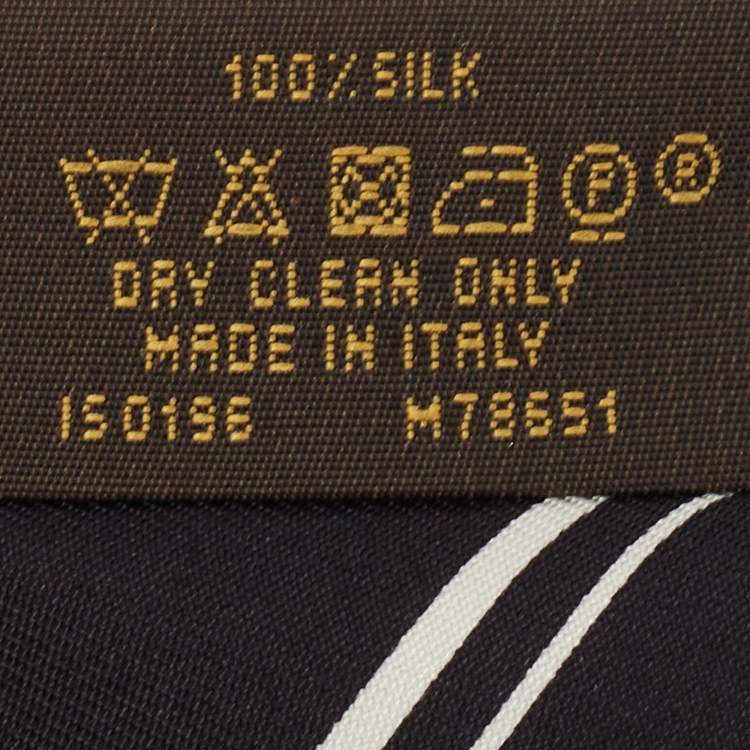 100% SILK
P R
DRY CLEAN ONLY
MADE IN ITALY
IS0196 M78651